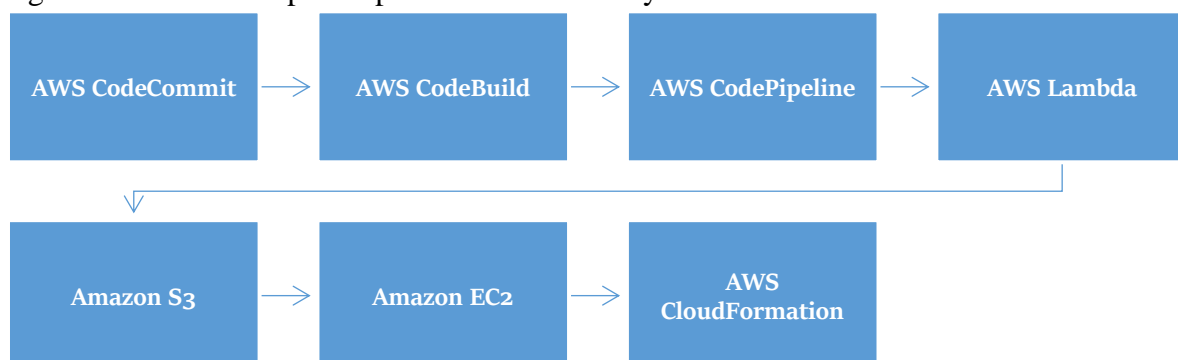 AWS CodeCommit
AWS CodeBuild
AWS CodePipeline
AWS Lambda
Amazon S3
Amazon EC2
AWS
CloudFormation